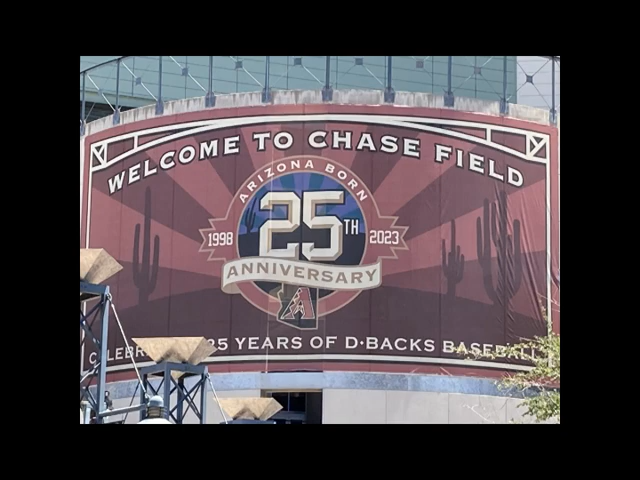 WELCOME TO CHASE FIELD
ARIZONA BORN
1998 25TH 2023
ANNIVERSARY
A
25 YEARS OF D•BACKS BASEBALL